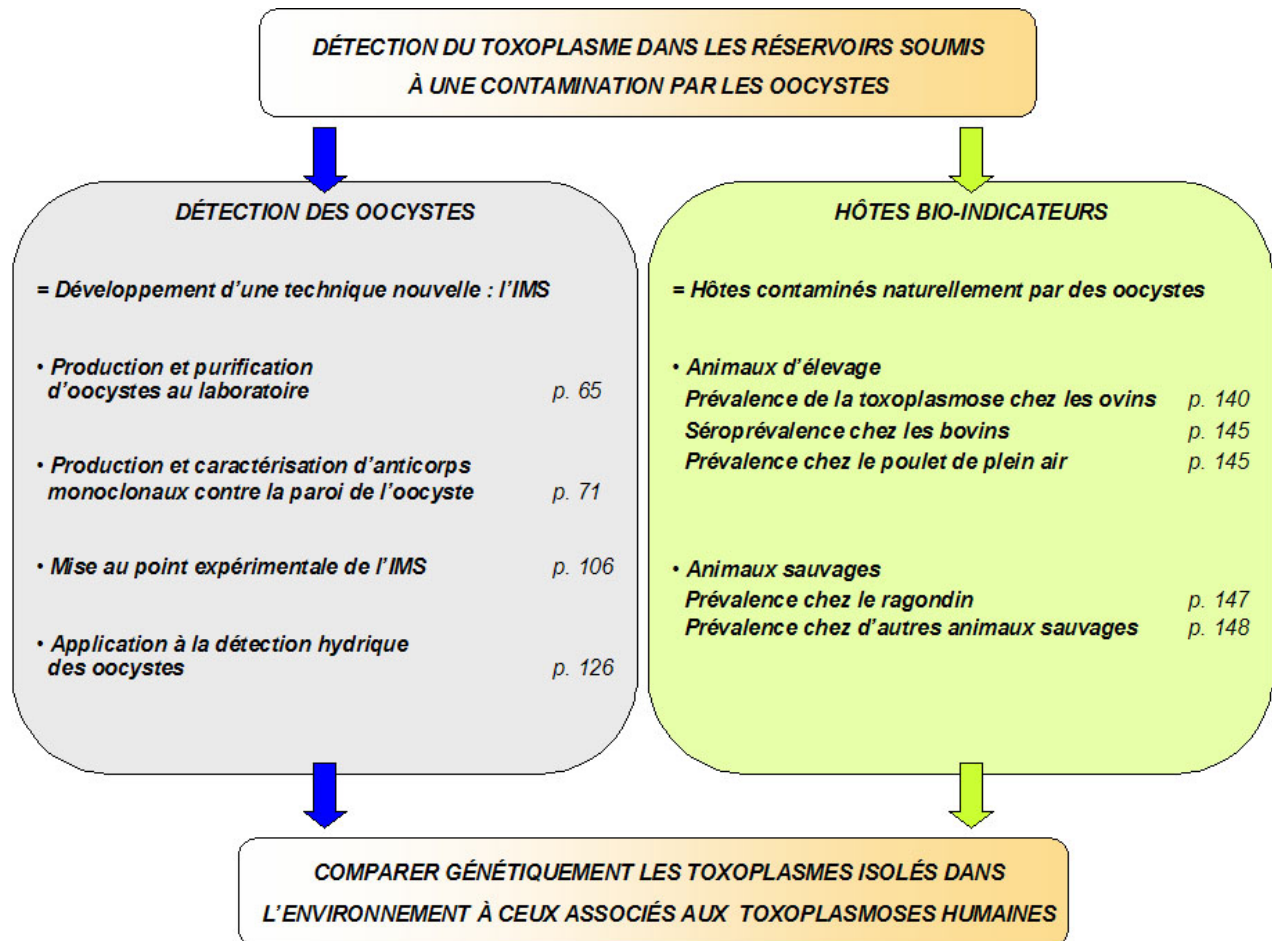 DÉTECTION DU TOXOPLASME DANS LES RÉSERVOIRS SOUMIS
À UNE CONTAMINATION PAR LES OOCYSTES
DÉTECTION DES OOCYSTES
= Développement d’une technique nouvelle : l’IMS
• Production et purification
d’oocystes au laboratoire p. 65
• Production et caractérisation d’anticorps
monoclonaux contre la paroi de l’oocyste p. 71
• Mise au point expérimentale de l’IMS p. 106
• Application à la détection hydrique
des oocystes p. 126
HÔTES BIO-INDICATEURS
= Hôtes contaminés naturellement par des oocystes
• Animaux d’élevage
Prévalence de la toxoplasmose chez les ovins p. 140
Séroprévalence chez les bovins p. 145
Prévalence chez le poulet de plein air p. 145
• Animaux sauvages
Prévalence chez le ragondin p. 147
Prévalence chez d’autres animaux sauvages p. 148
COMPARER GÉNÉTIQUEMENT LES TOXOPLASMES ISOLÉS DANS
L’ENVIRONNEMENT À CEUX ASSOCIÉS AUX TOXOPLASMOSES HUMAINES